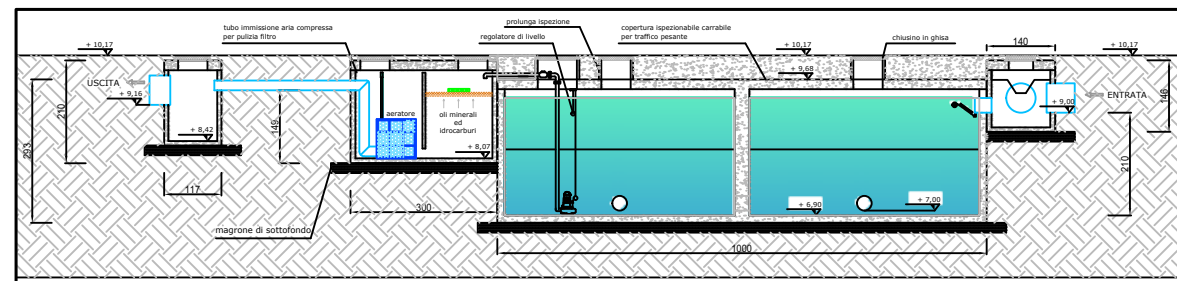 tubo immissione aria compressa
per pulizia filtro
prolunga ispezione
regolatore di livello
copertura ispezionabile carrabile
per traffico pesante
chiusino in ghisa
+ 10,17
+ 10,17
+ 10,17
+ 10,17
140
+ 9,68
USCITA
+ 9,16
210
293
+ 8,42
149
117
aeratore
oli minerali
ed
idrocarburi
+ 8,07
300
magrone di sottofondo
+ 6,90
+ 7,00
1000
ENTRATA
+ 9,00
146
210